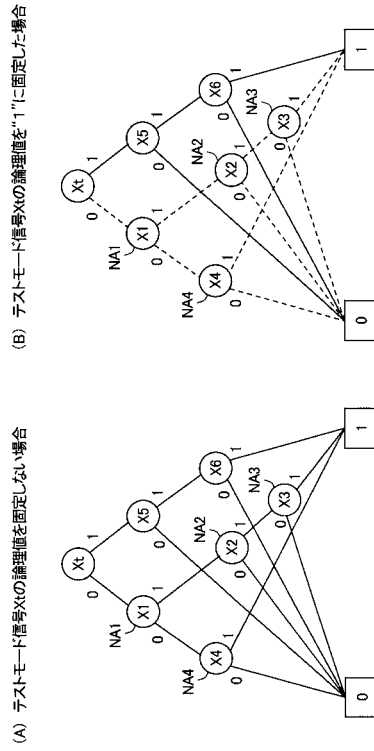 (A) テストモード信号Xtの論理値を固定しない場合
Xt
0 1
NA1 X1 X5
0 1 0 1
NA4 X4 NA2 X2 X6
0 1 0 1 0 1
NA3 X3
0 1
0 1
(B) テストモード信号Xtの論理値を“1”に固定した場合
Xt
0 1
NA1 X1 X5
0 1 0 1
NA4 X4 NA2 X2 X6
0 1 0 1 0 1
NA3 X3
0 1
0 1